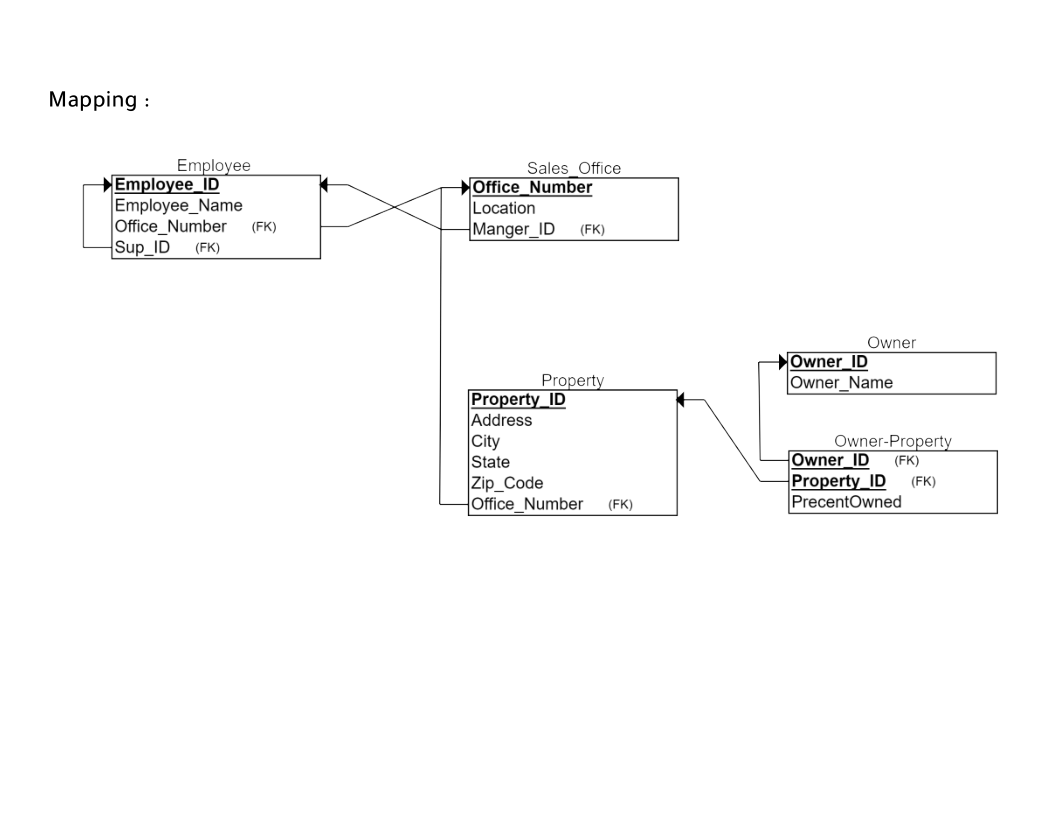 Mapping :
Employee
Employee_ID
Employee_Name
Office_Number (FK)
Sup_ID (FK)
Sales_Office
Office_Number
Location
Manger_ID (FK)
Property
Property_ID
Address
City
State
Zip_Code
Office_Number (FK)
Owner
Owner_ID
Owner_Name
Owner-Property
Owner_ID (FK)
Property_ID (FK)
PrecentOwned